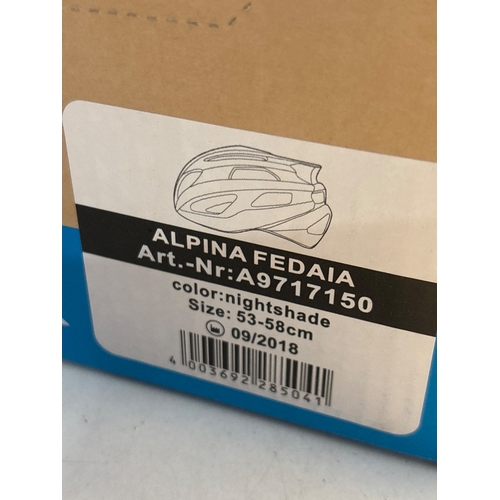 ALPINA FEDAIA
Art.-Nr:A9717150
color:nightshade
Size: 53-58cm
09/2018
4 003692 285041